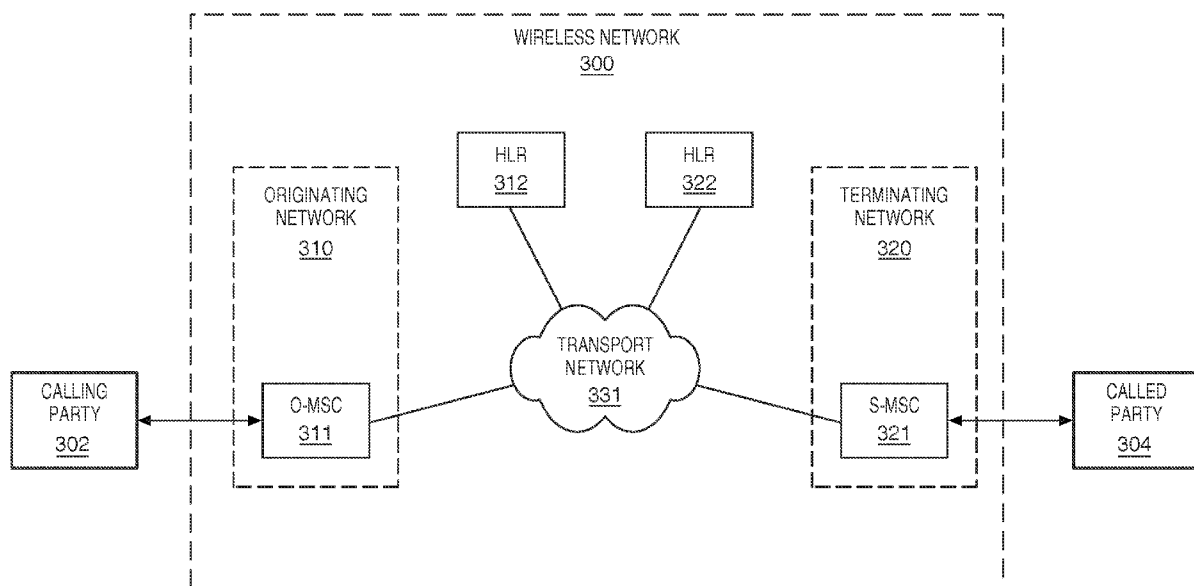 WIRELESS NETWORK
300
HLR
312
HLR
322
ORIGINATING
NETWORK
310
TERMINATING
NETWORK
320
TRANSPORT
NETWORK
331
CALLING
PARTY
302
O-MSC
311
S-MSC
321
CALLED
PARTY
304